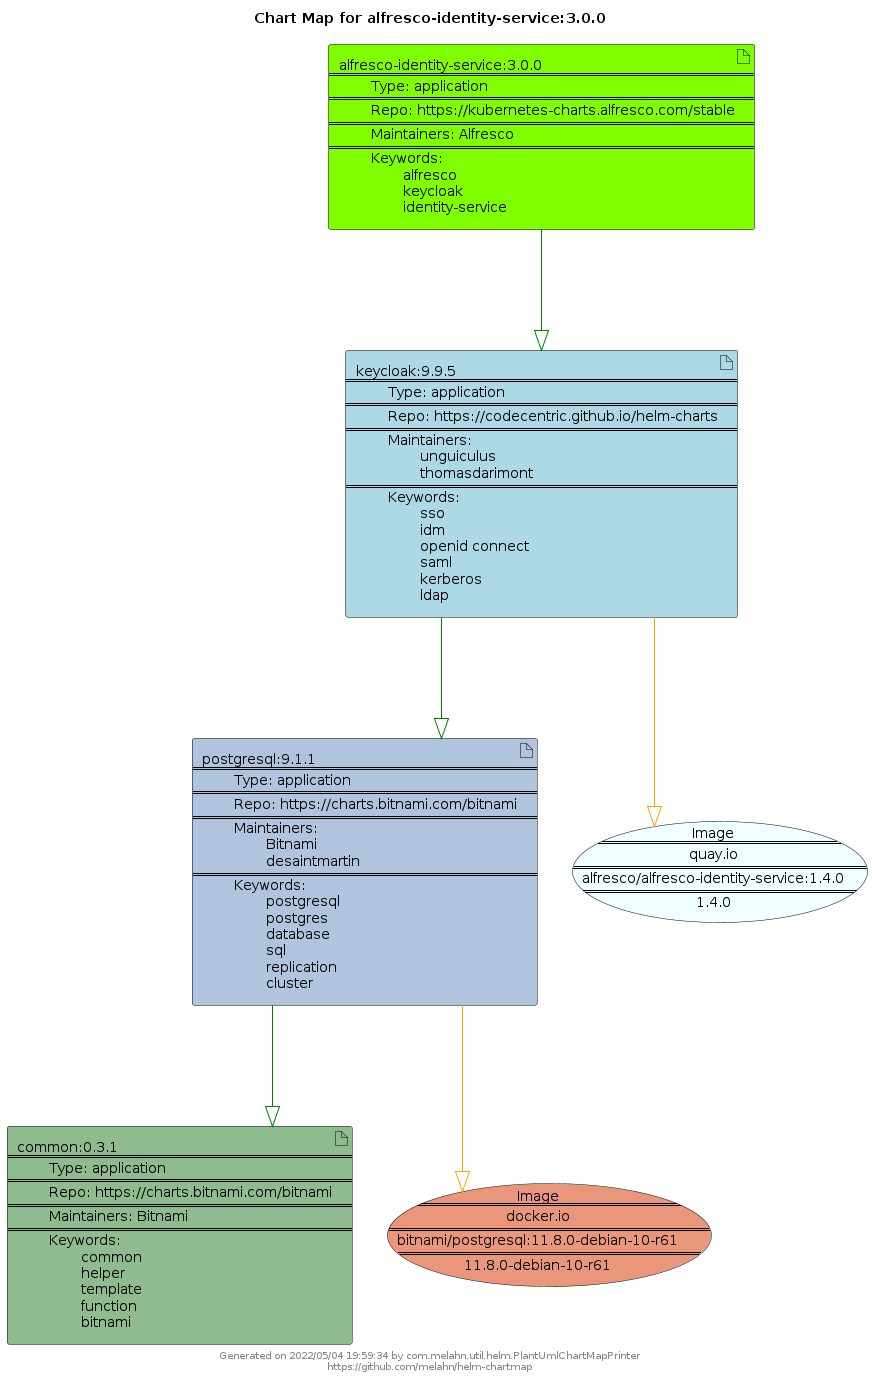 Chart Map for alfresco-identity-service:3.0.0
alfresco-identity-service:3.0.0
Type: application
Repo: https://kubernetes-charts.alfresco.com/stable
Maintainers: Alfresco
Keywords:
alfresco
keycloak
identity-service
keycloak:9.9.5
Type: application
Repo: https://codecentric.github.io/helm-charts
Maintainers:
unguiculus
thomasdarimont
Keywords:
sso
idm
openid connect
saml
kerberos
ldap
postgresql:9.1.1
Type: application
Repo: https://charts.bitnami.com/bitnami
Maintainers:
Bitnami
desaintmartin
Keywords:
postgresql
postgres
database
sql
replication
cluster
Image
quay.io
alfresco/alfresco-identity-service:1.4.0
1.4.0
common:0.3.1
Type: application
Repo: https://charts.bitnami.com/bitnami
Maintainers: Bitnami
Keywords:
common
helper
template
function
bitnami
Image
docker.io
bitnami/postgresql:11.8.0-debian-10-r61
11.8.0-debian-10-r61
Generated on 2022/05/04 19:59:34 by com.melahn.util.helm.PlantUmlChartMapPrinter
https://github.com/melahn/helm-chartmap